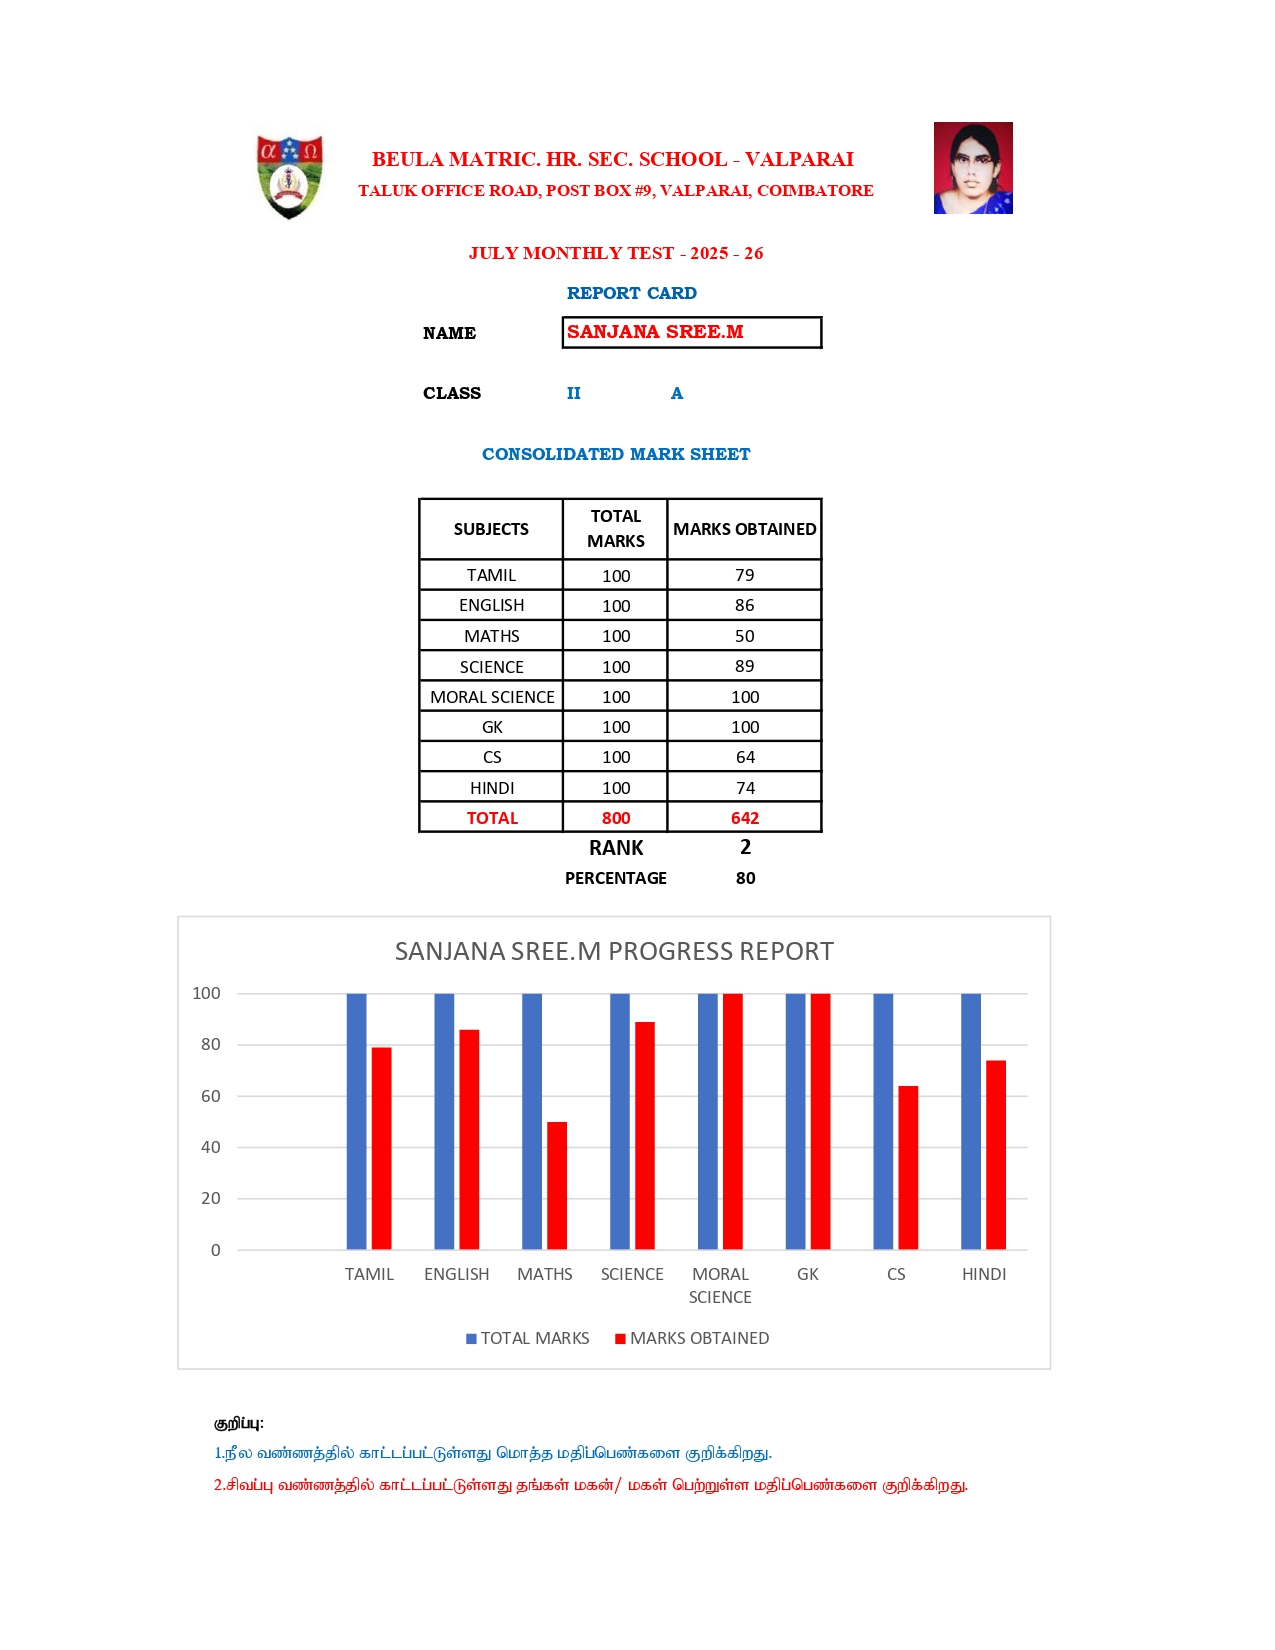 α Ω
BEULA MATRIC. HR. SEC. SCHOOL - VALPARAI
TALUK OFFICE ROAD, POST BOX #9, VALPARAI, COIMBATORE
JULY MONTHLY TEST - 2025 - 26
REPORT CARD
NAME SANJANA SREE.M
CLASS II A
CONSOLIDATED MARK SHEET
SUBJECTS TOTAL MARKS MARKS OBTAINED
TAMIL 100 79
ENGLISH 100 86
MATHS 100 50
SCIENCE 100 89
MORAL SCIENCE 100 100
GK 100 100
CS 100 64
HINDI 100 74
TOTAL 800 642
RANK 2
PERCENTAGE 80
SANJANA SREE.M PROGRESS REPORT
100
80
60
40
20
0
TAMIL ENGLISH MATHS SCIENCE MORAL SCIENCE GK CS HINDI
TOTAL MARKS MARKS OBTAINED
குறிப்பு:
1.நீல வண்ணத்தில் காட்டப்பட்டுள்ளது மொத்த மதிப்பெண்களை குறிக்கிறது.
2.சிவப்பு வண்ணத்தில் காட்டப்பட்டுள்ளது தங்கள் மகன்/ மகள் பெற்றுள்ள மதிப்பெண்களை குறிக்கிறது.